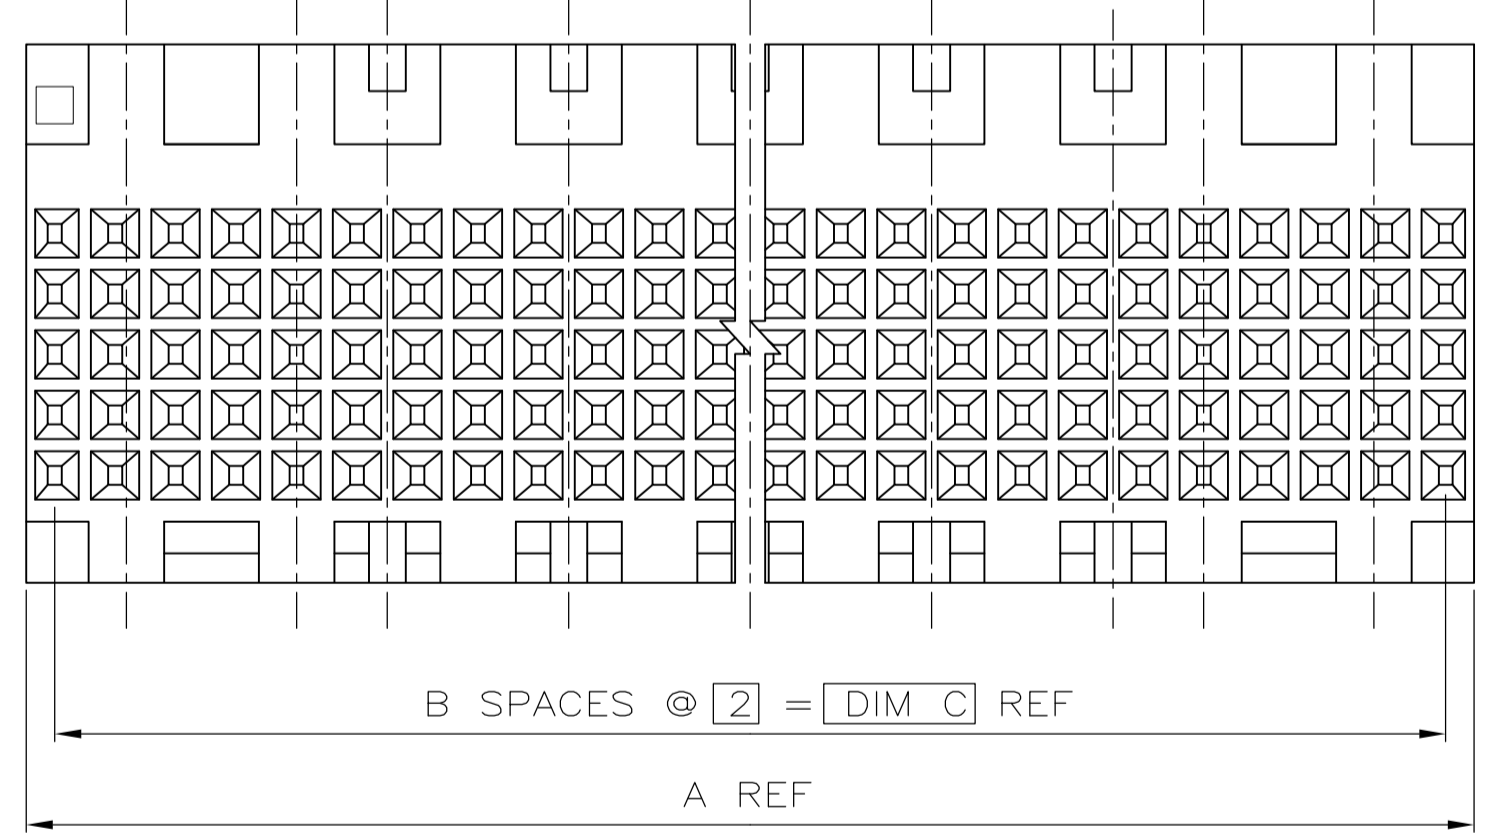 B SPACES @ 2 = DIM C REF
A REF